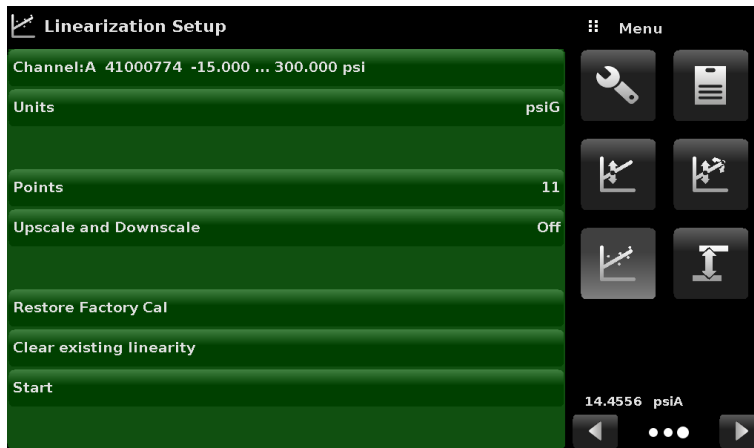 Linearization Setup
Channel:A 41000774 -15.000 ... 300.000 psi
Units psiG
Points 11
Upscale and Downscale Off
Restore Factory Cal
Clear existing linearity
Start
Menu
14.4556 psiA